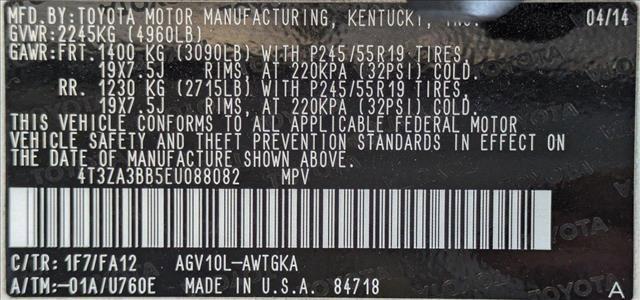 MFD.BY: TOYOTA MOTOR MANUFACTURING, KENTUCKY, INC. 04/14
GVWR:2245KG (4960LB)
GAWR:FRT.1400 KG (3090LB) WITH P245/55R19 TIRES,
19X7.5J RIMS, AT 220KPA (32PSI) COLD.
RR. 1230 KG (2715LB) WITH P245/55R19 TIRES,
19X7.5J RIMS, AT 220KPA (32PSI) COLD.
THIS VEHICLE CONFORMS TO ALL APPLICABLE FEDERAL MOTOR
VEHICLE SAFETY AND THEFT PREVENTION STANDARDS IN EFFECT ON
THE DATE OF MANUFACTURE SHOWN ABOVE.
4T3ZA3BB5EU088082 MPV
C/TR: 1F7/FA12 AGV10L-AWTGKA
A/TM:-01A/U760E MADE IN U.S.A. 84718 A